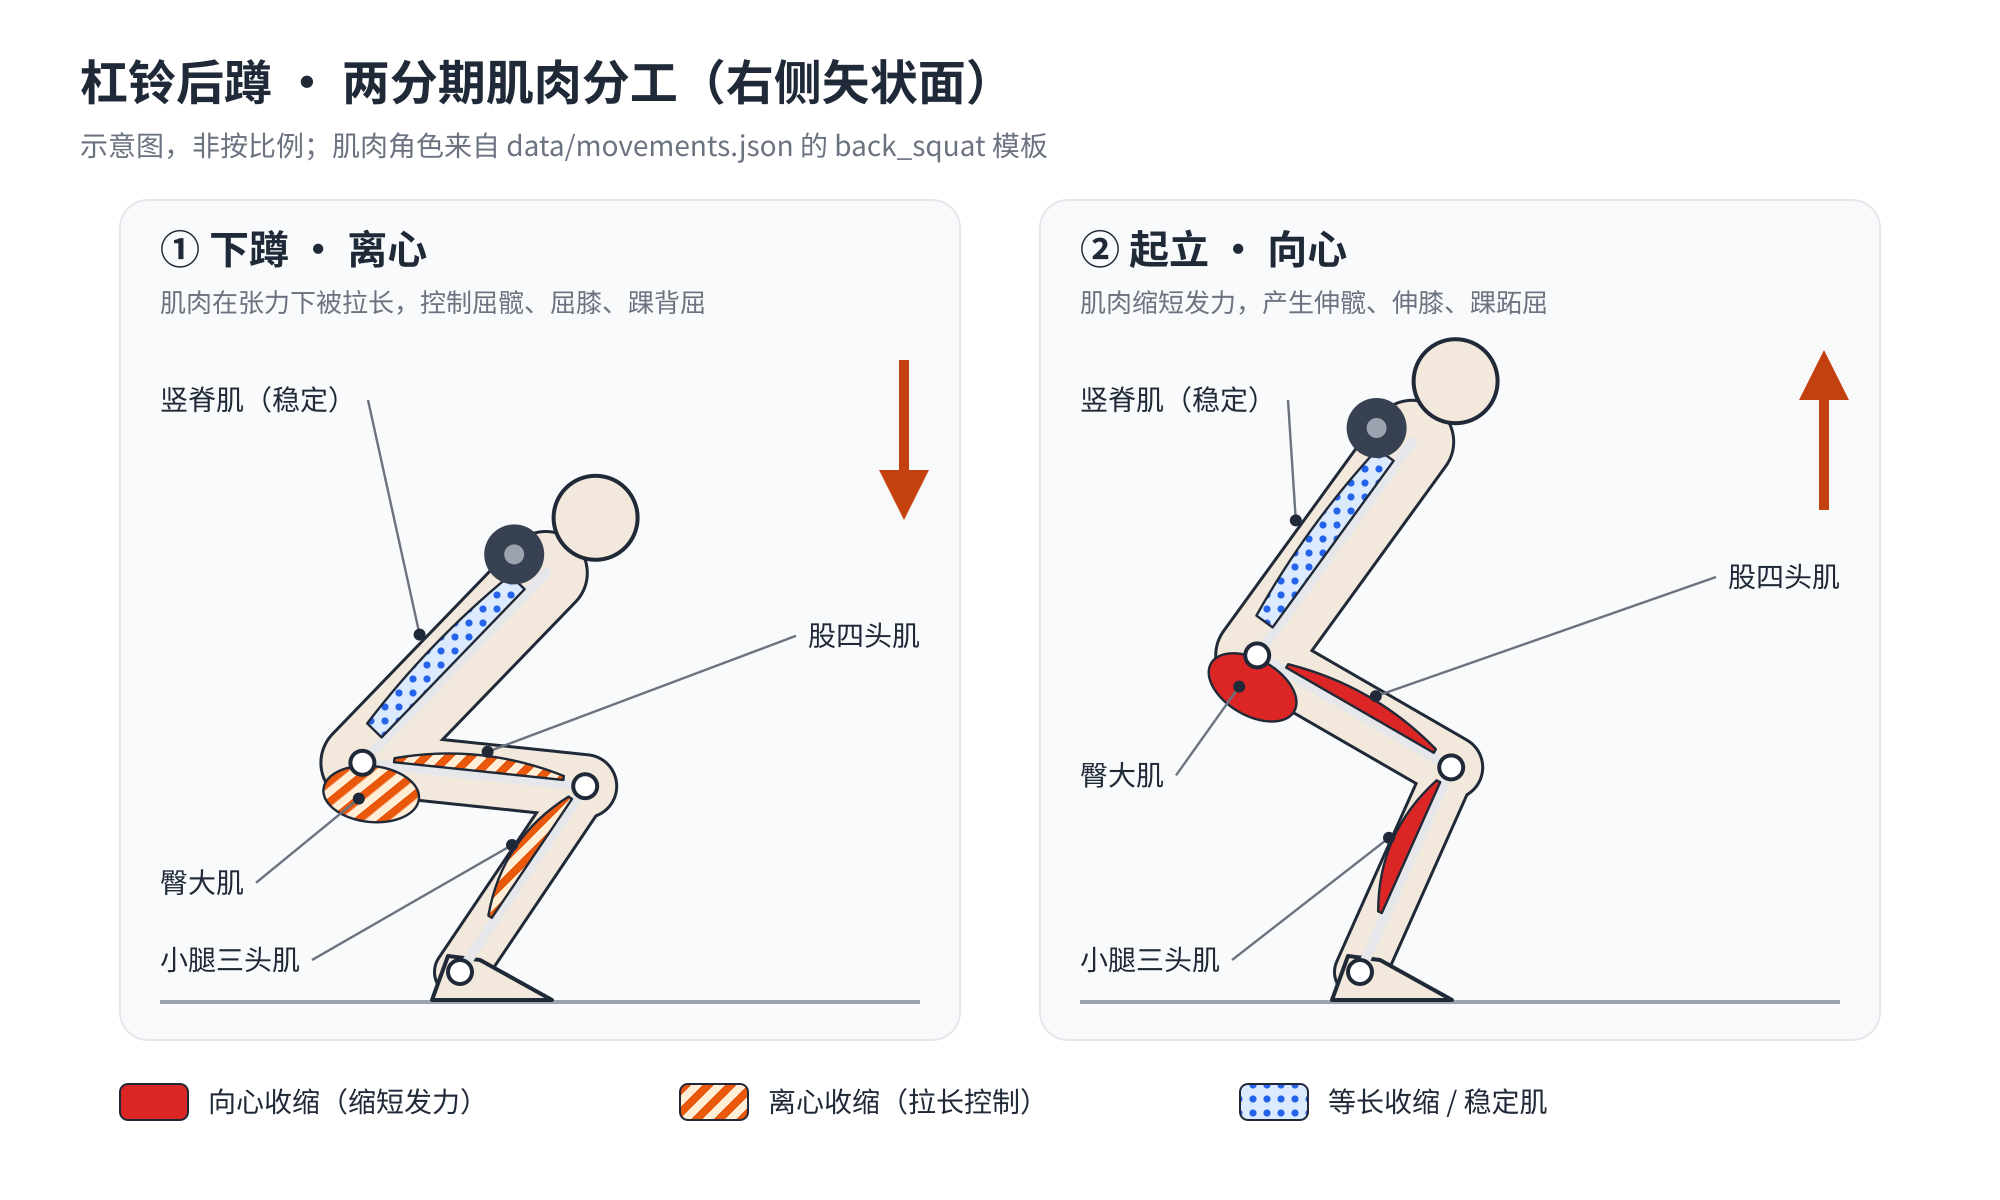 杠铃后蹲 · 两分期肌肉分工（右侧矢状面）
示意图，非按比例；肌肉角色来自 data/movements.json 的 back_squat 模板
① 下蹲 · 离心
肌肉在张力下被拉长，控制屈髋、屈膝、踝背屈
竖脊肌（稳定）
股四头肌
臀大肌
小腿三头肌
② 起立 · 向心
肌肉缩短发力，产生伸髋、伸膝、踝跖屈
竖脊肌（稳定）
股四头肌
臀大肌
小腿三头肌
向心收缩（缩短发力）
离心收缩（拉长控制）
等长收缩 / 稳定肌